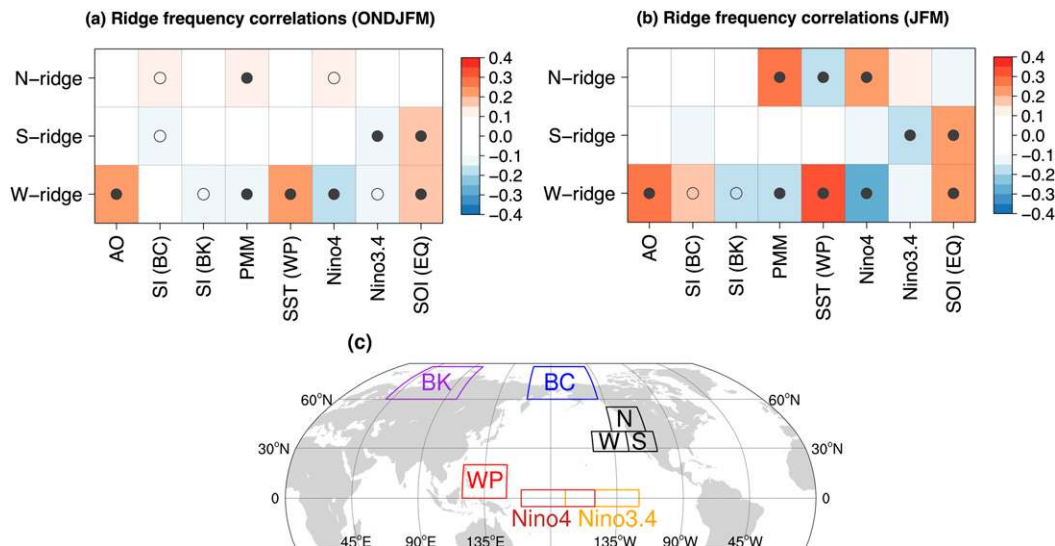 (a) Ridge frequency correlations (ONDJFM)
N-ridge
S-ridge
W-ridge
AO
SI (BC)
SI (BK)
PMM
SST (WP)
Nino4
Nino3.4
SOI (EQ)
0.4
0.3
0.2
0.1
0.0
-0.1
-0.2
-0.3
-0.4
(b) Ridge frequency correlations (JFM)
N-ridge
S-ridge
W-ridge
AO
SI (BC)
SI (BK)
PMM
SST (WP)
Nino4
Nino3.4
SOI (EQ)
0.4
0.3
0.2
0.1
0.0
-0.1
-0.2
-0.3
-0.4
(c)
BK
BC
60°N
60°N
N
W S
30°N
30°N
WP
0
0
Nino4 Nino3.4
45°E 90°E 135°E 135°W 90°W 45°W